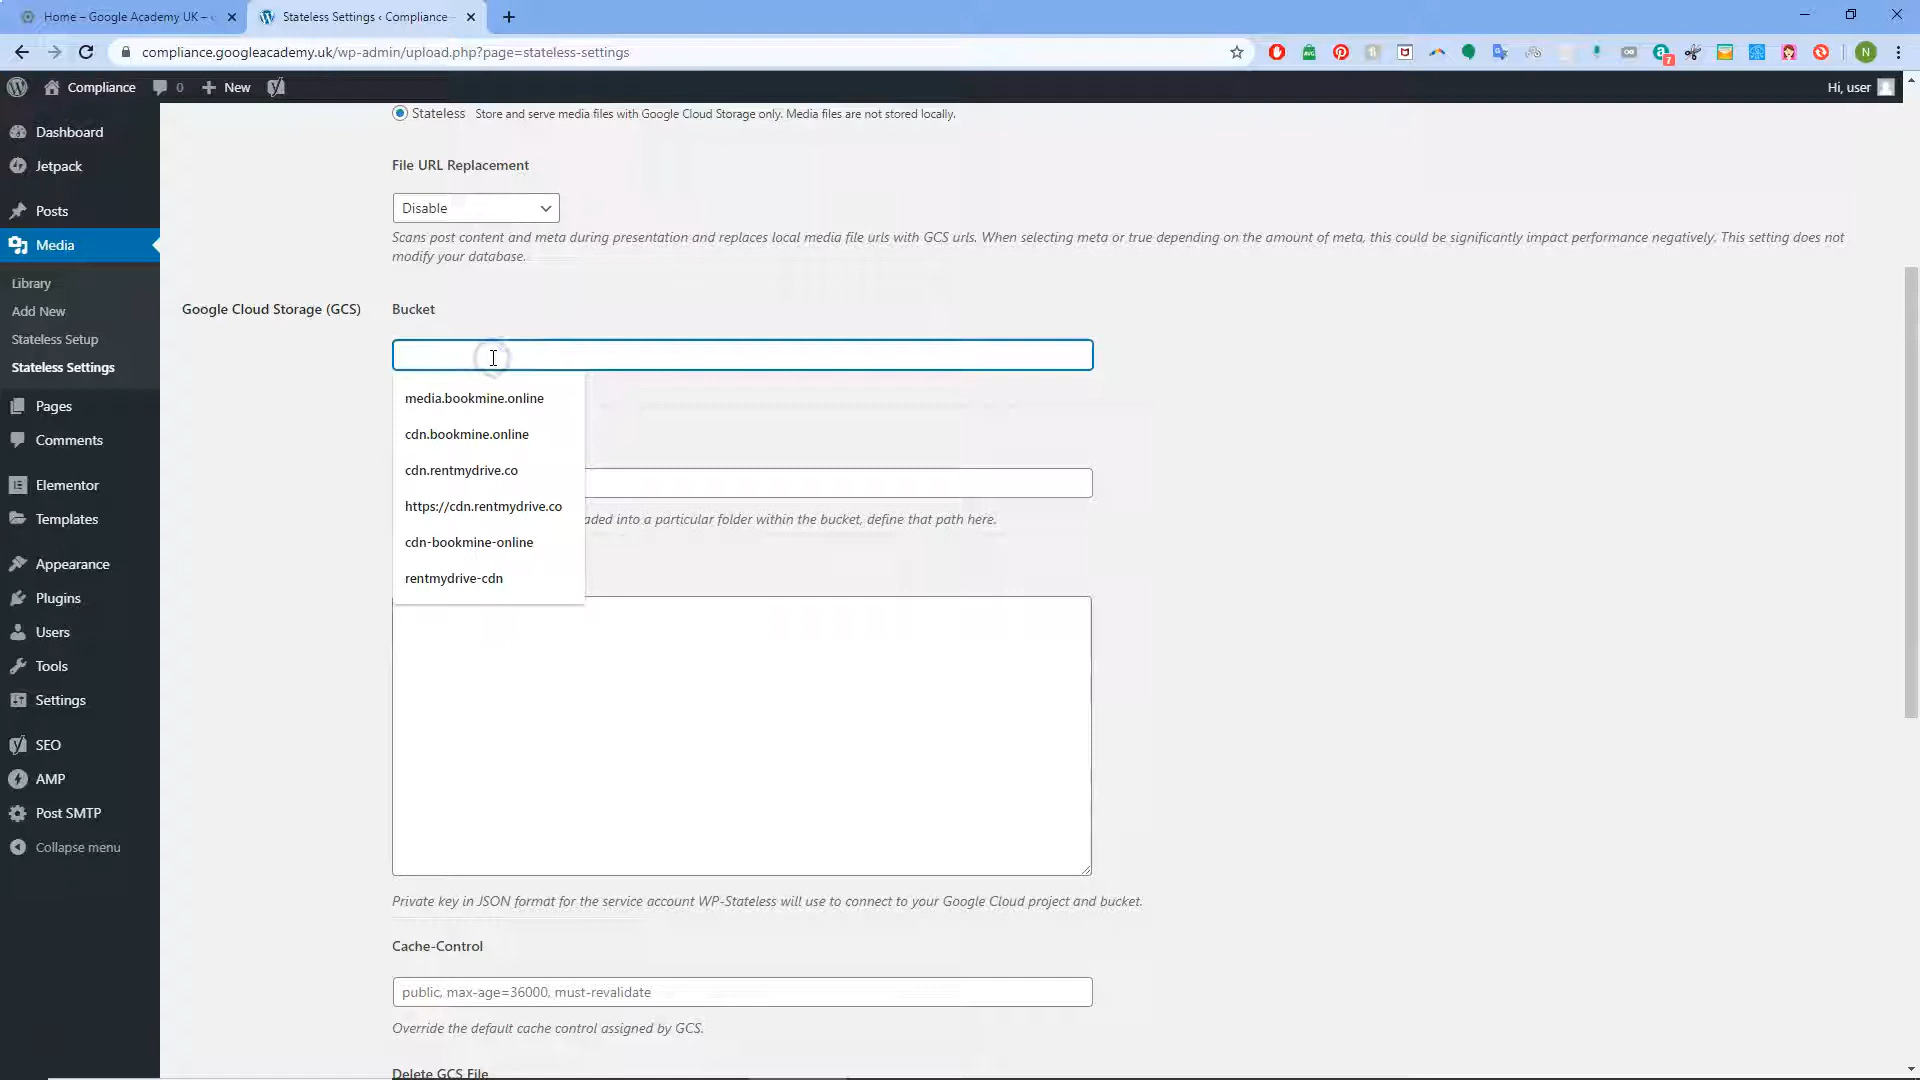 Home – Google Academy UK –
Stateless Settings ‹ Compliance
compliance.googleacademy.uk/wp-admin/upload.php?page=stateless-settings
7
N
Compliance
0
New
Hi, user
Dashboard
Jetpack
Posts
Media
Library
Add New
Stateless Setup
Stateless Settings
Pages
Comments
Elementor
Templates
Appearance
Plugins
Users
Tools
Settings
SEO
AMP
Post SMTP
Collapse menu
Stateless Store and serve media files with Google Cloud Storage only. Media files are not stored locally.
File URL Replacement
Disable
Scans post content and meta during presentation and replaces local media file urls with GCS urls. When selecting meta or true depending on the amount of meta, this could be significantly impact performance negatively. This setting does not
modify your database.
Google Cloud Storage (GCS)
Bucket
media.bookmine.online
cdn.bookmine.online
cdn.rentmydrive.co
https://cdn.rentmydrive.co
cdn-bookmine-online
rentmydrive-cdn
aded into a particular folder within the bucket, define that path here.
Private key in JSON format for the service account WP-Stateless will use to connect to your Google Cloud project and bucket.
Cache-Control
public, max-age=36000, must-revalidate
Override the default cache control assigned by GCS.
Delete GCS File